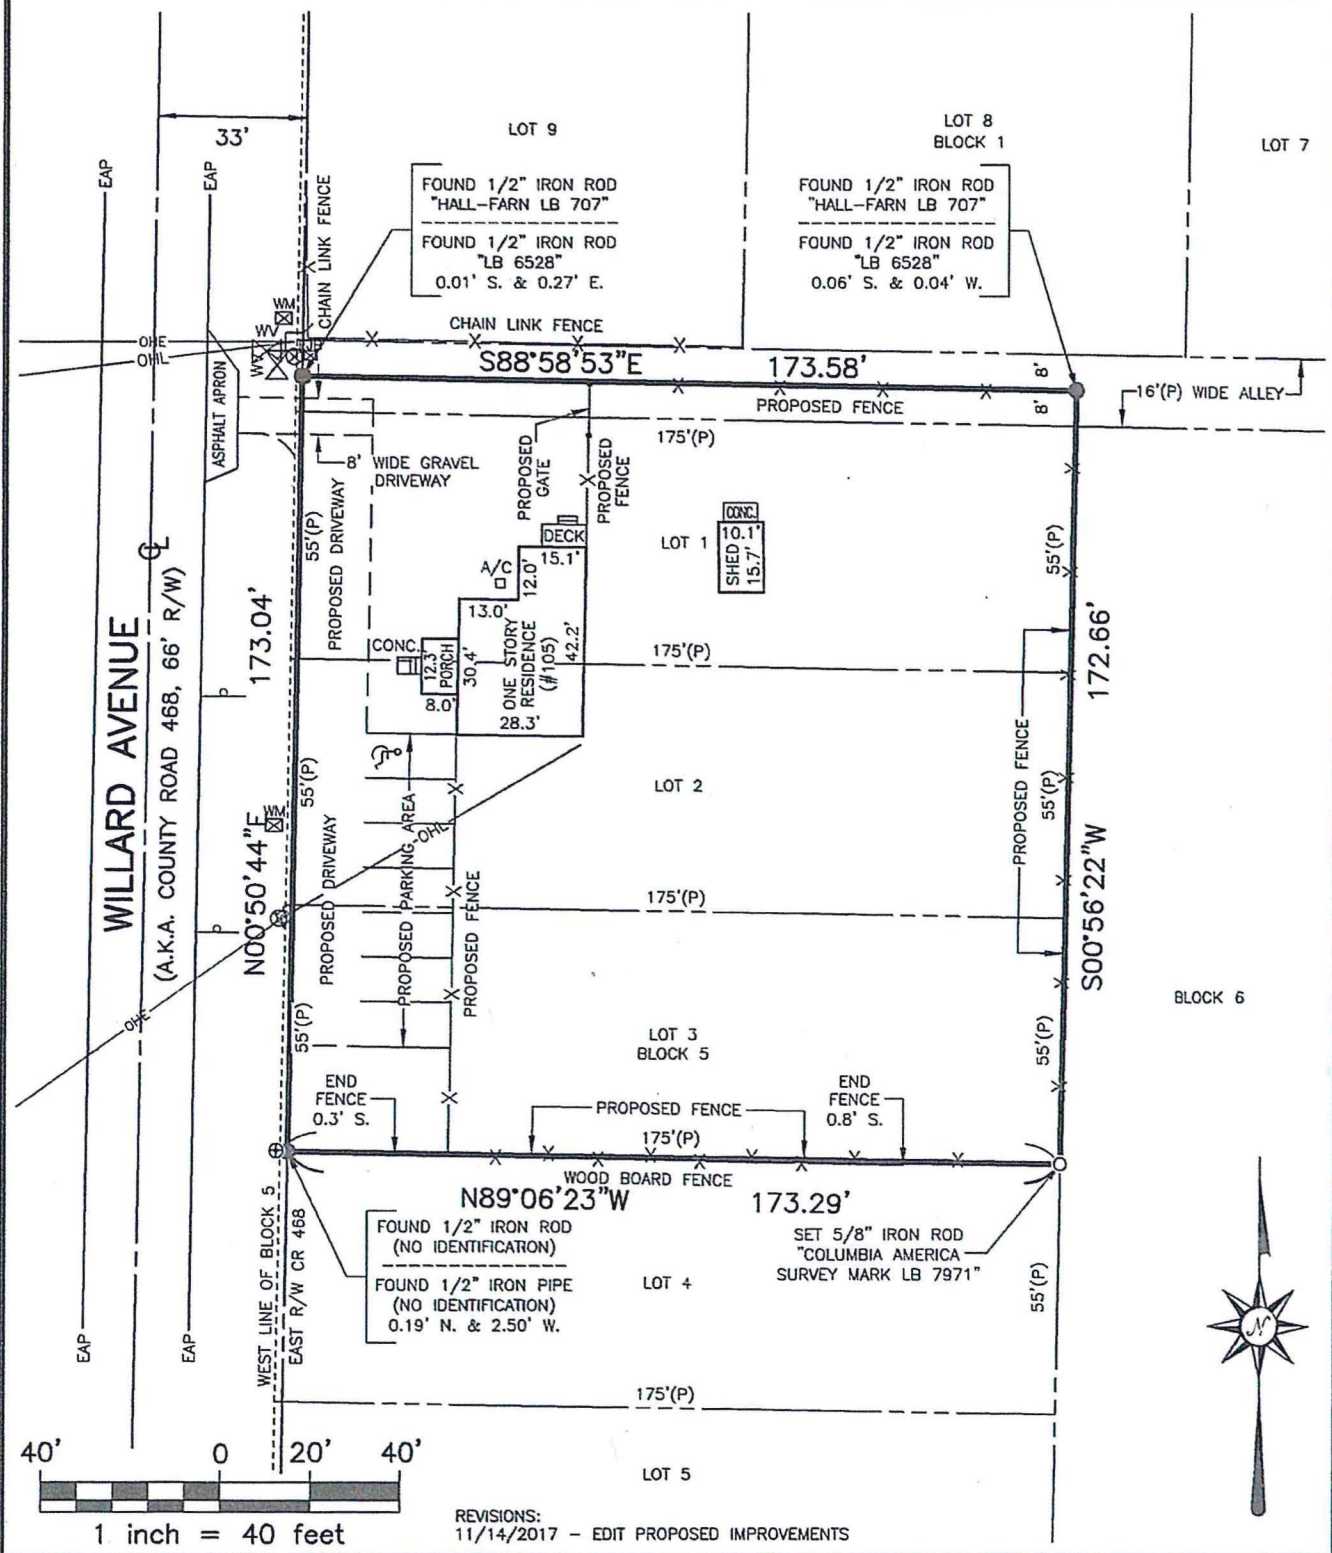 33'
LOT 9
LOT 8
BLOCK 1
LOT 7
EAP
EAP
CHAIN LINK FENCE
FOUND 1/2" IRON ROD
"HALL-FARN LB 707"
FOUND 1/2" IRON ROD
"LB 6528"
0.01' S. & 0.27' E.
FOUND 1/2" IRON ROD
"HALL-FARN LB 707"
FOUND 1/2" IRON ROD
"LB 6528"
0.06' S. & 0.04' W.
WM
WV
WV
OHE
OHL
CHAIN LINK FENCE
S88°58'53"E
173.58'
8'
8'
16'(P) WIDE ALLEY
PROPOSED FENCE
175'(P)
ASPHALT APRON
8' WIDE GRAVEL
DRIVEWAY
PROPOSED
GATE
PROPOSED
FENCE
55'(P)
PROPOSED DRIVEWAY
DECK
15.1'
12.0'
A/C
13.0'
LOT 1
CONC.
10.1'
SHED
15.7'
55'(P)
℄
WILLARD AVENUE
(A.K.A. COUNTY ROAD 468, 66' R/W)
173.04'
N00°50'44"E
CONC.
12.3'
PORCH
8.0'
30.4'
ONE STORY
RESIDENCE
(#105)
42.2'
28.3'
175'(P)
172.66'
S00°56'22"W
PROPOSED FENCE
LOT 2
55'(P)
55'(P)
WM
PROPOSED DRIVEWAY
PROPOSED PARKING AREA
OHL
PROPOSED FENCE
175'(P)
OHE
BLOCK 6
55'(P)
55'(P)
LOT 3
BLOCK 5
END
FENCE
0.3' S.
PROPOSED FENCE
END
FENCE
0.8' S.
175'(P)
WOOD BOARD FENCE
N89°06'23"W
173.29'
FOUND 1/2" IRON ROD
(NO IDENTIFICATION)
FOUND 1/2" IRON PIPE
(NO IDENTIFICATION)
0.19' N. & 2.50' W.
SET 5/8" IRON ROD
"COLUMBIA AMERICA
SURVEY MARK LB 7971"
WEST LINE OF BLOCK 5
EAST R/W CR 468
LOT 4
55'(P)
EAP
EAP
N
175'(P)
LOT 5
40' 0 20' 40'
1 inch = 40 feet
REVISIONS:
11/14/2017 - EDIT PROPOSED IMPROVEMENTS